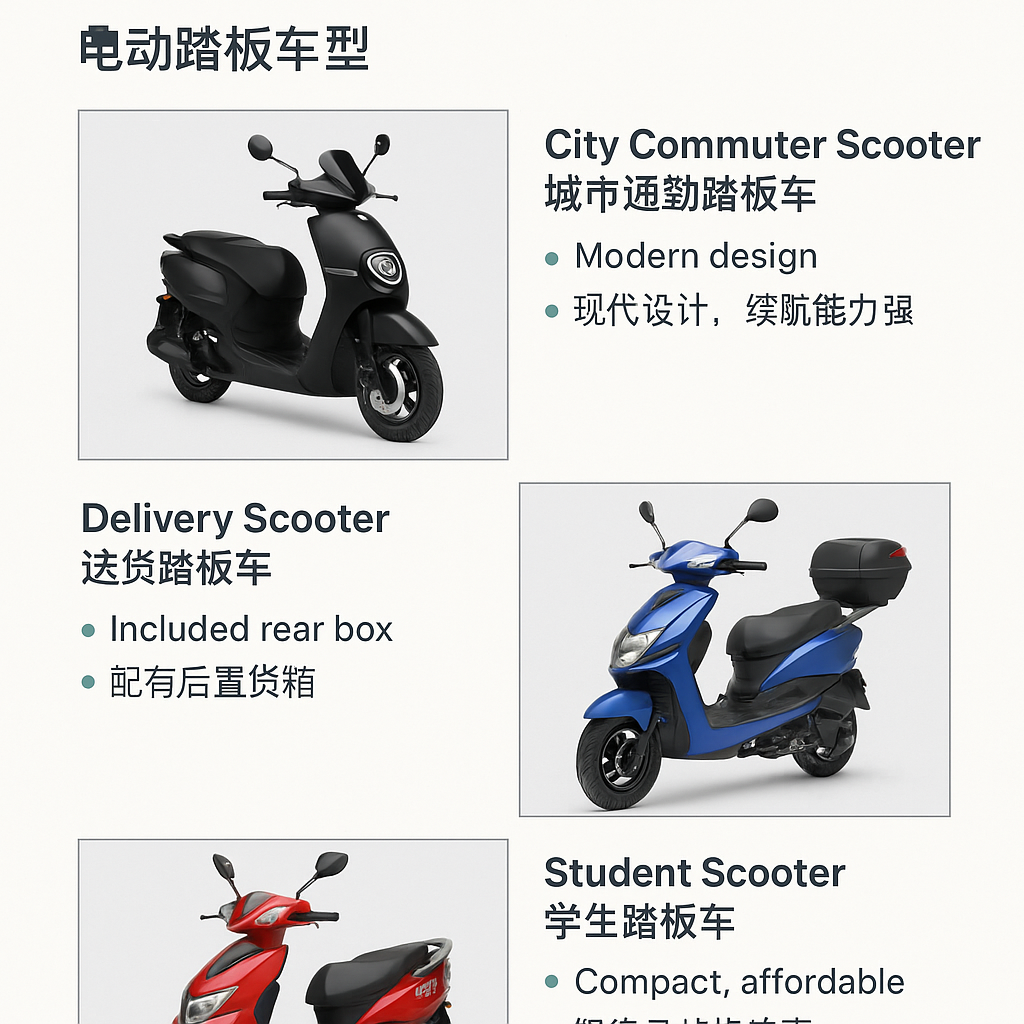 电动踏板车型
City Commuter Scooter
城市通勤踏板车
Modern design
现代设计，续航能力强
Delivery Scooter
送货踏板车
Included rear box
配有后置货箱
Student Scooter
学生踏板车
Compact, affordable